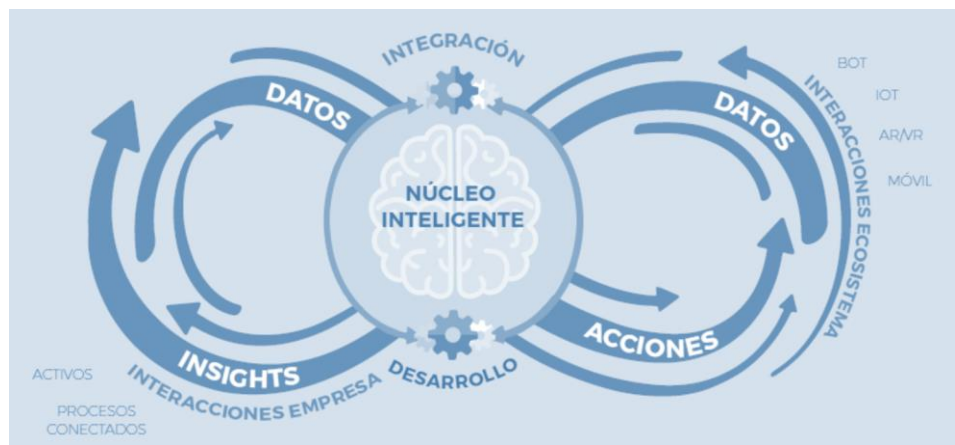 INTEGRACIÓN
DATOS
DATOS
BOT
IOT
AR/VR
MÓVIL
INTERACCIONES ECOSISTEMA
NÚCLEO
INTELIGENTE
INSIGHTS
ACCIONES
DESARROLLO
INTERACCIONES EMPRESA
ACTIVOS
PROCESOS
CONECTADOS